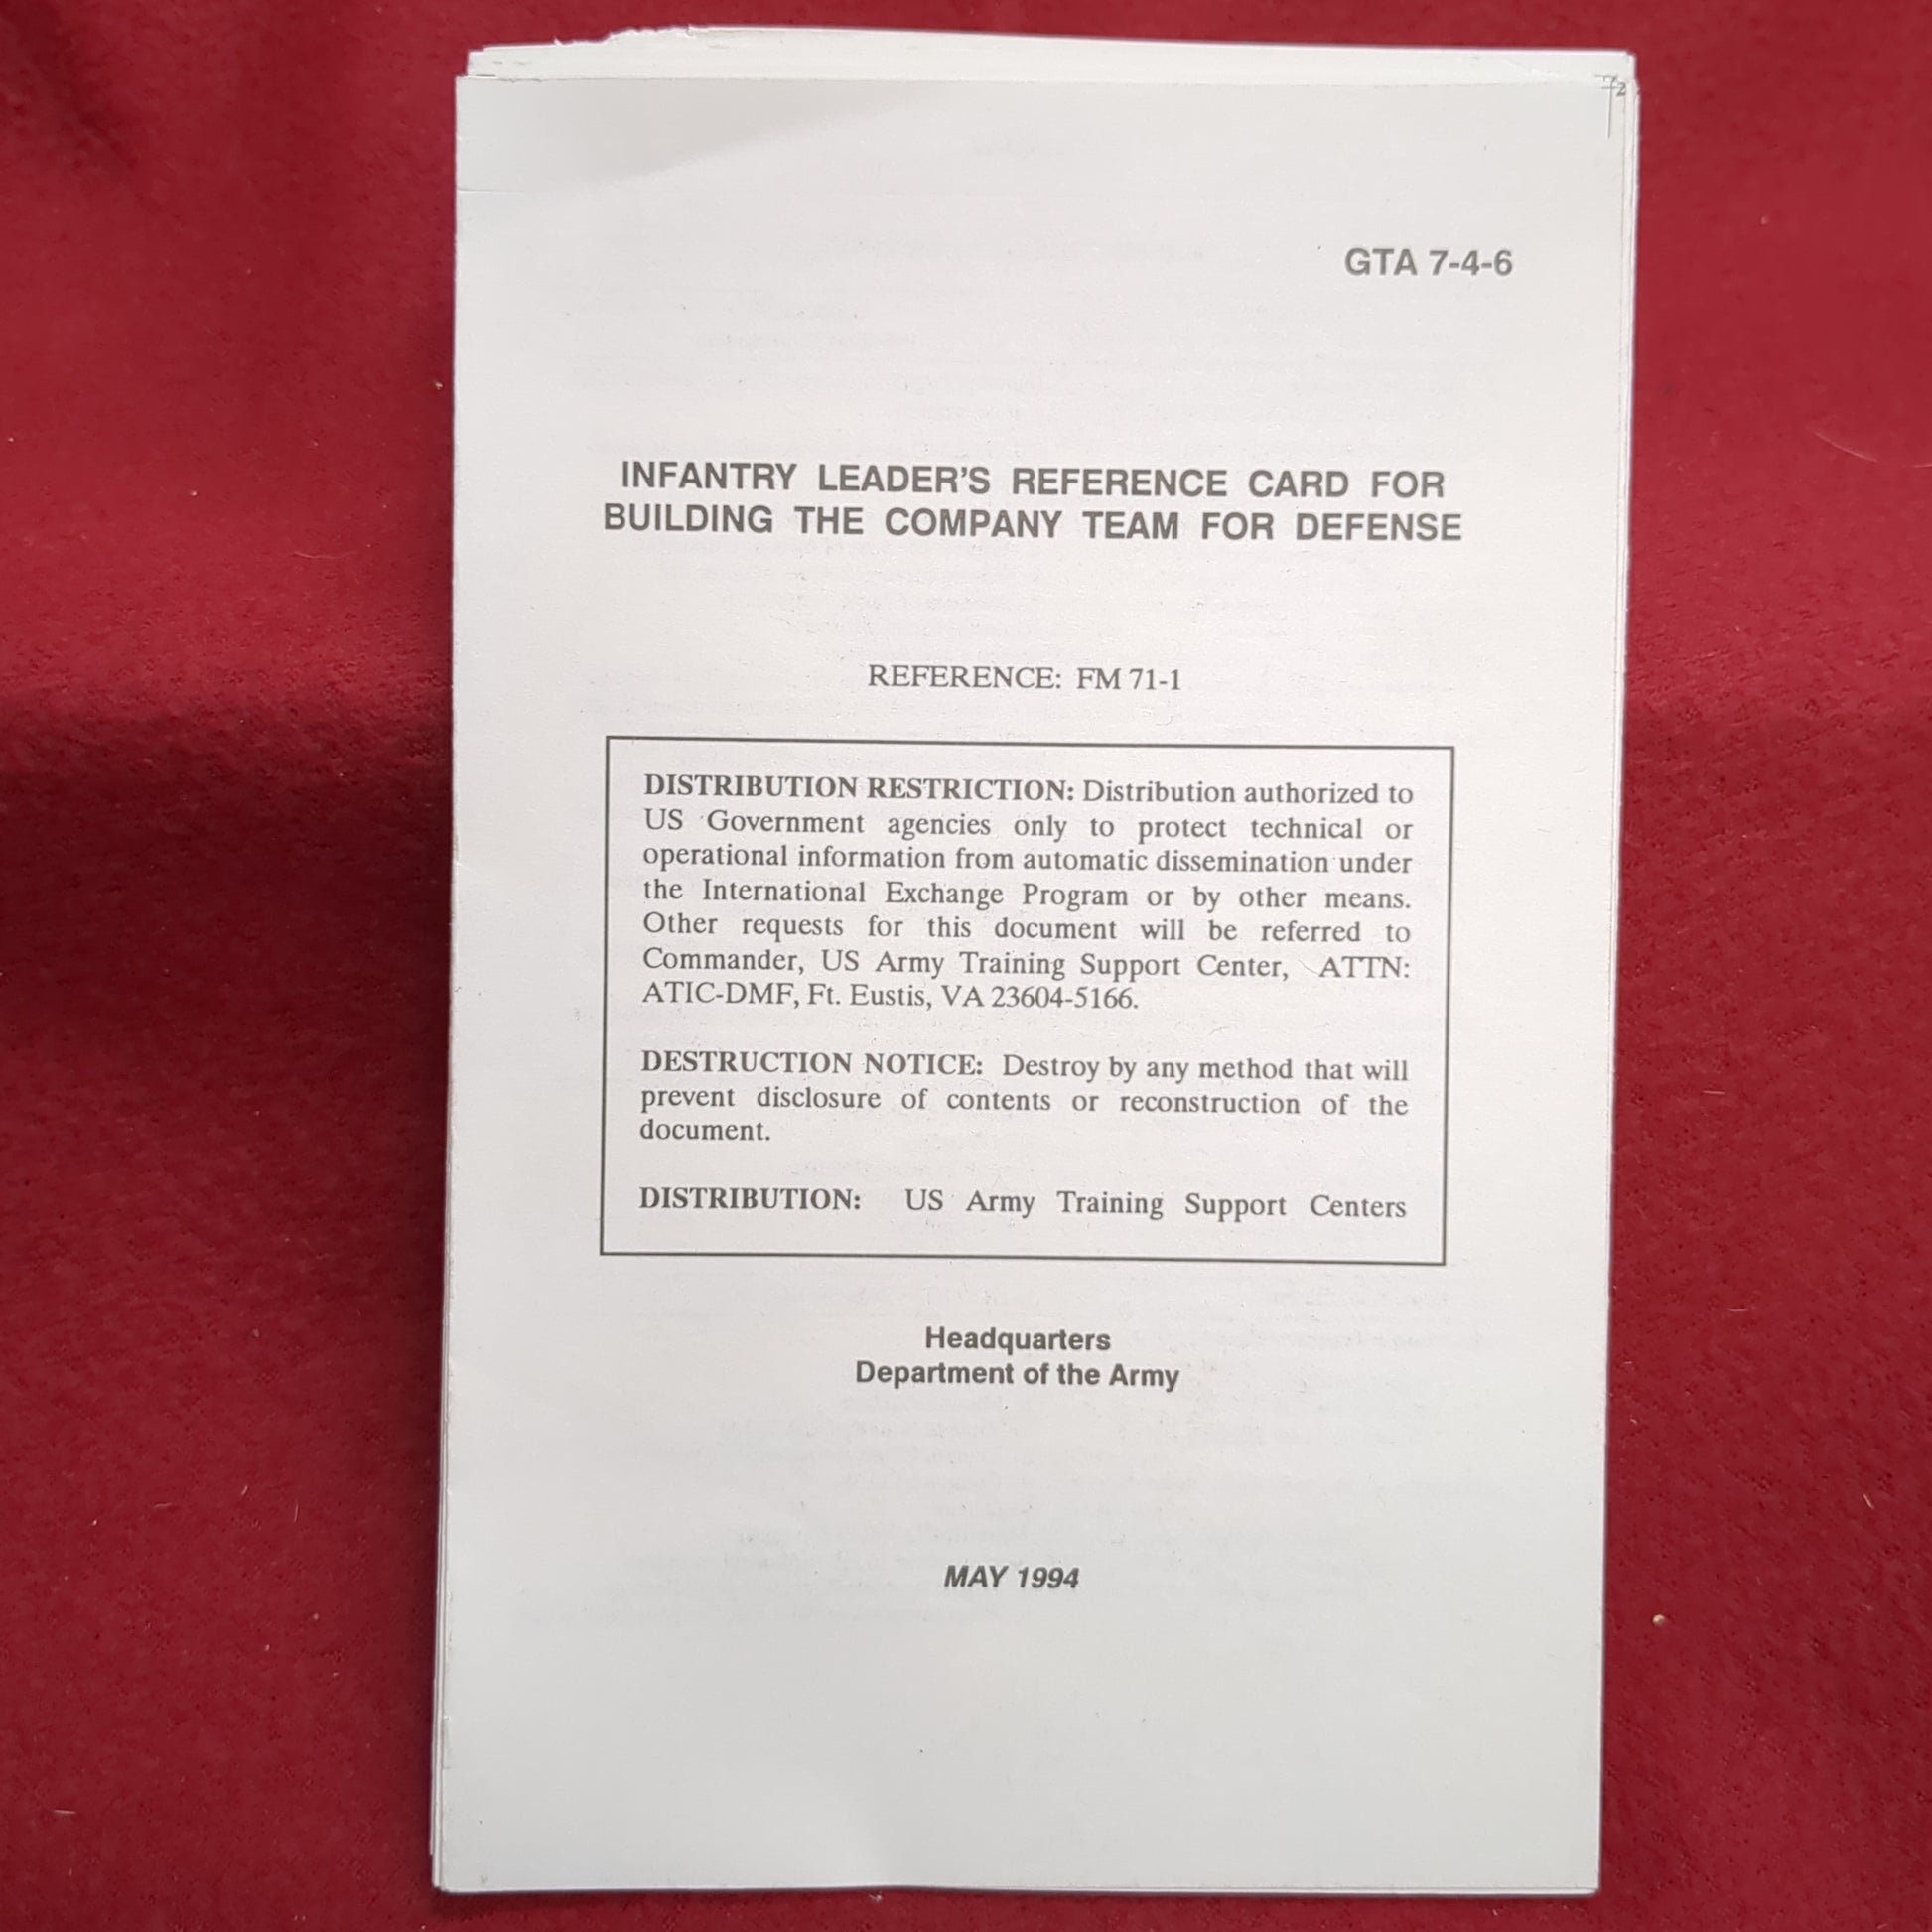 GTA 7-4-6
INFANTRY LEADER'S REFERENCE CARD FOR
BUILDING THE COMPANY TEAM FOR DEFENSE
REFERENCE: FM 71-1
DISTRIBUTION RESTRICTION: Distribution authorized to
US Government agencies only to protect technical or
operational information from automatic dissemination under
the International Exchange Program or by other means.
Other requests for this document will be referred to
Commander, US Army Training Support Center, ATTN:
ATIC-DMF, Ft. Eustis, VA 23604-5166.
DESTRUCTION NOTICE: Destroy by any method that will
prevent disclosure of contents or reconstruction of the
document.
DISTRIBUTION: US Army Training Support Centers
Headquarters
Department of the Army
MAY 1994